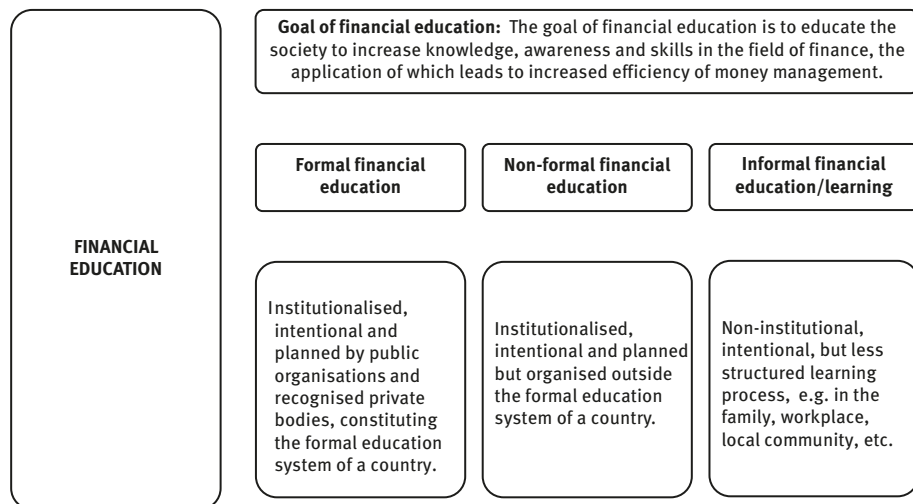 Goal of financial education: The goal of financial education is to educate the
society to increase knowledge, awareness and skills in the field of finance, the
application of which leads to increased efficiency of money management.
Formal financial
education
Non-formal financial
education
Informal financial
education/learning
FINANCIAL
EDUCATION
Institutionalised,
intentional and
planned by public
organisations and
recognised private
bodies, constituting
the formal education
system of a country.
Institutionalised,
intentional and planned
but organised outside
the formal education
system of a country.
Non-institutional,
intentional, but less
structured learning
process, e.g. in the
family, workplace,
local community, etc.